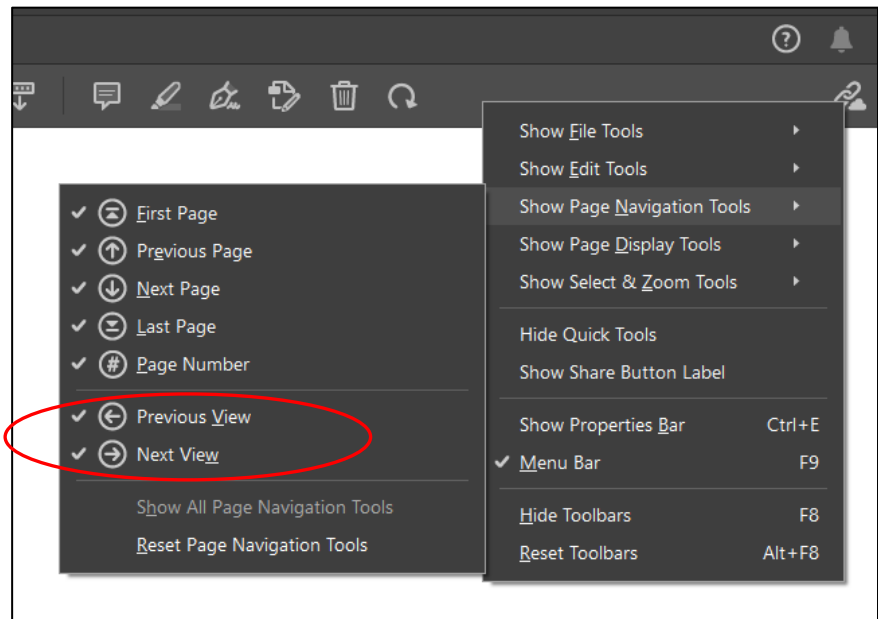 Show File Tools
Show Edit Tools
Show Page Navigation Tools
Show Page Display Tools
Show Select & Zoom Tools
Hide Quick Tools
Show Share Button Label
Show Properties Bar Ctrl+E
Menu Bar F9
Hide Toolbars F8
Reset Toolbars Alt+F8
First Page
Previous Page
Next Page
Last Page
# Page Number
Previous View
Next View
Show All Page Navigation Tools
Reset Page Navigation Tools